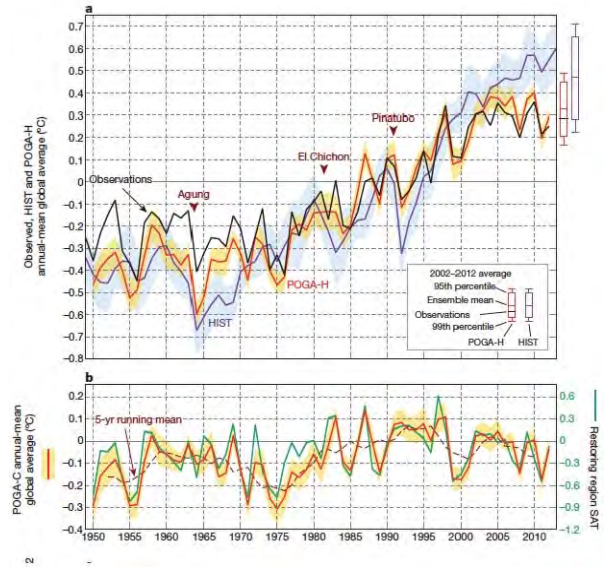 a
0.7
0.6
0.5
0.4
0.3
0.2
0.1
0
−0.1
−0.2
−0.3
−0.4
−0.5
−0.6
−0.7
−0.8
Observed, HIST and POGA-H
annual-mean global average (°C)
Observations
Agung
El Chichon
Pinatubo
POGA-H
HIST
2002–2012 average
95th percentile
Ensemble mean
Observations
99th percentile
POGA-H HIST
b
0.2
0.1
0
−0.1
−0.2
−0.3
−0.4
POGA-C annual-mean
global average (°C)
5-yr running mean
0.6
0.3
0
−0.3
−0.6
−0.9
−1.2
Restoring region SAT
1950 1955 1960 1965 1970 1975 1980 1985 1990 1995 2000 2005 2010
2